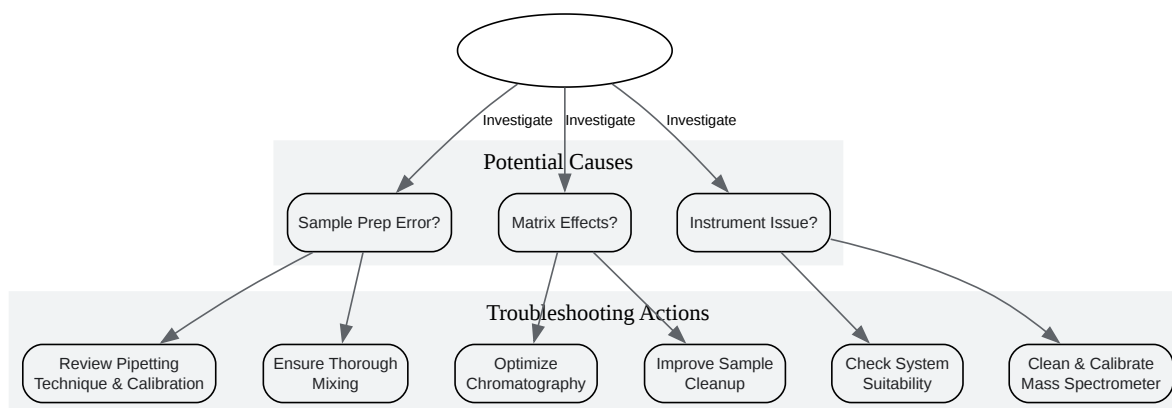 Investigate
Investigate
Investigate
Potential Causes
Sample Prep Error?
Matrix Effects?
Instrument Issue?
Troubleshooting Actions
Review Pipetting
Technique & Calibration
Ensure Thorough
Mixing
Optimize
Chromatography
Improve Sample
Cleanup
Check System
Suitability
Clean & Calibrate
Mass Spectrometer